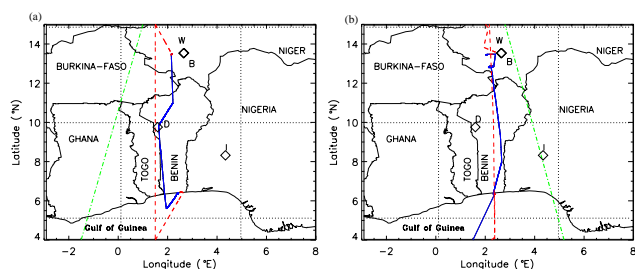 (a)
14
12
10
8
6
4
Latitude (°N)
W
B
NIGER
BURKINA-FASO
NIGERIA
D
GHANA
TOGO
BENIN
I
Gulf of Guinea
-2
0
2
4
6
8
Longitude (°E)
(b)
14
12
10
8
6
4
Latitude (°N)
W
B
NIGER
BURKINA-FASO
NIGERIA
D
GHANA
TOGO
BENIN
I
Gulf of Guinea
-2
0
2
4
6
8
Longitude (°E)